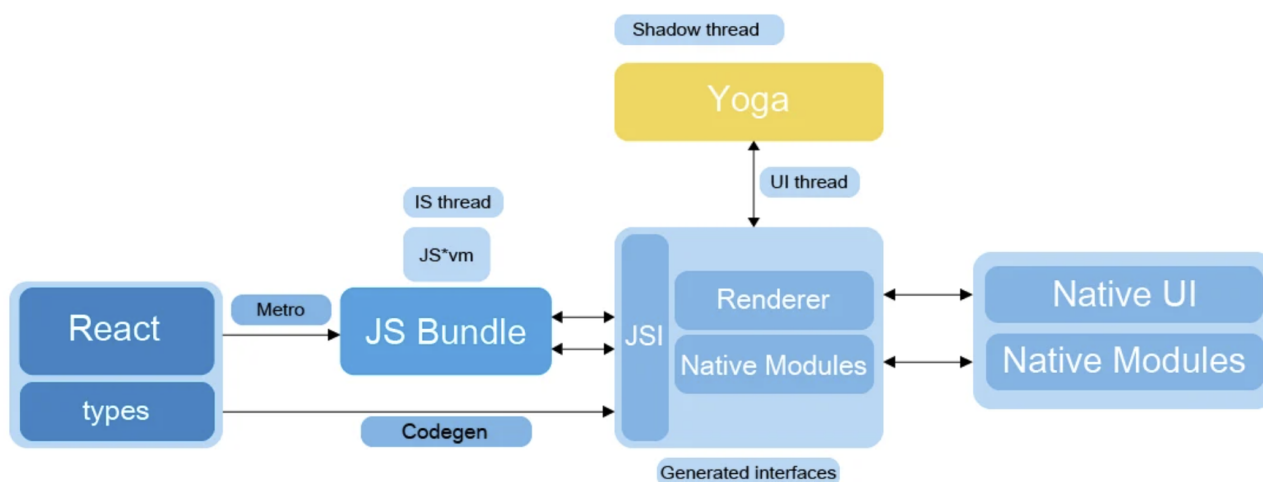 Shadow thread
Yoga
UI thread
IS thread
JS*vm
React
Metro
JS Bundle
JSI
Renderer
Native UI
Native Modules
Native Modules
types
Codegen
Generated interfaces